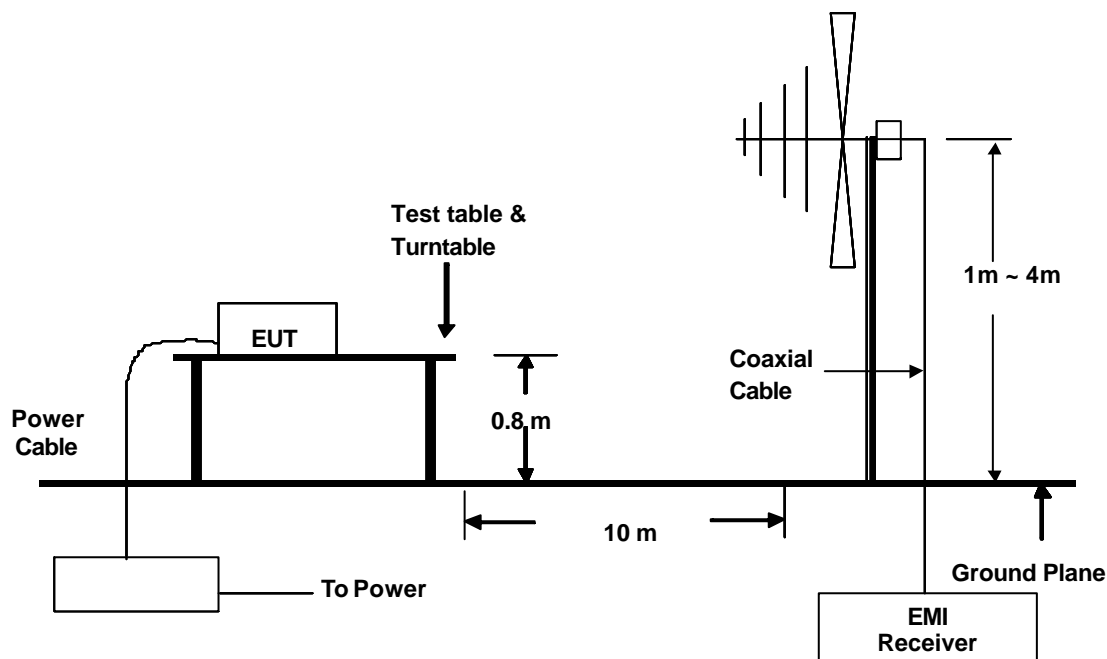 Test table &
Turntable
EUT
1m ~ 4m
Coaxial
Cable
0.8 m
Power
Cable
10 m
To Power
Ground Plane
EMI
Receiver